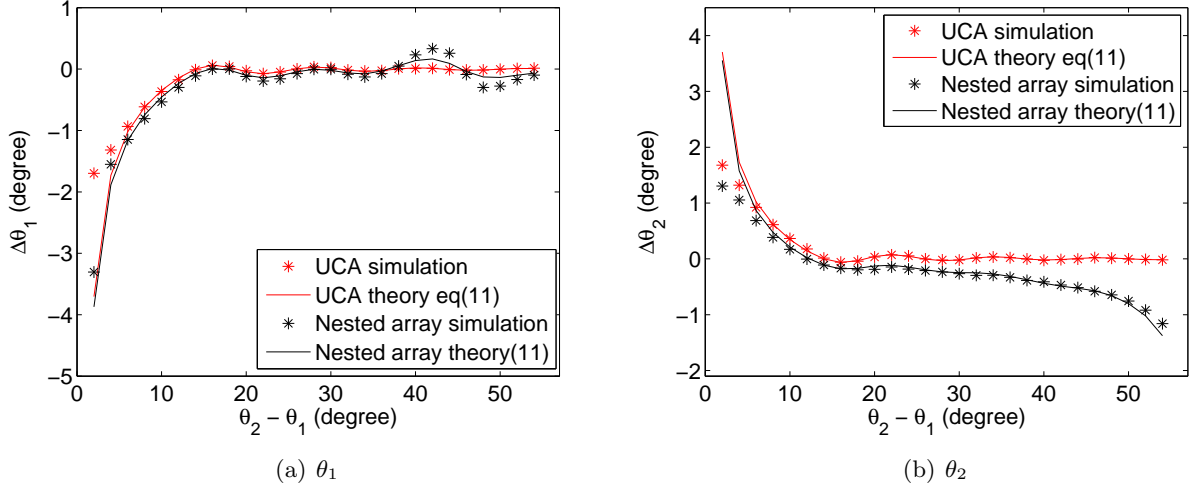 1
0
−1
−2
−3
−4
−5
Δθ1 (degree)
UCA simulation
UCA theory eq(11)
Nested array simulation
Nested array theory(11)
0 10 20 30 40 50
θ2 − θ1 (degree)
(a) θ1
4
3
2
1
0
−1
−2
Δθ2 (degree)
UCA simulation
UCA theory eq(11)
Nested array simulation
Nested array theory(11)
0 10 20 30 40 50
θ2 − θ1 (degree)
(b) θ2